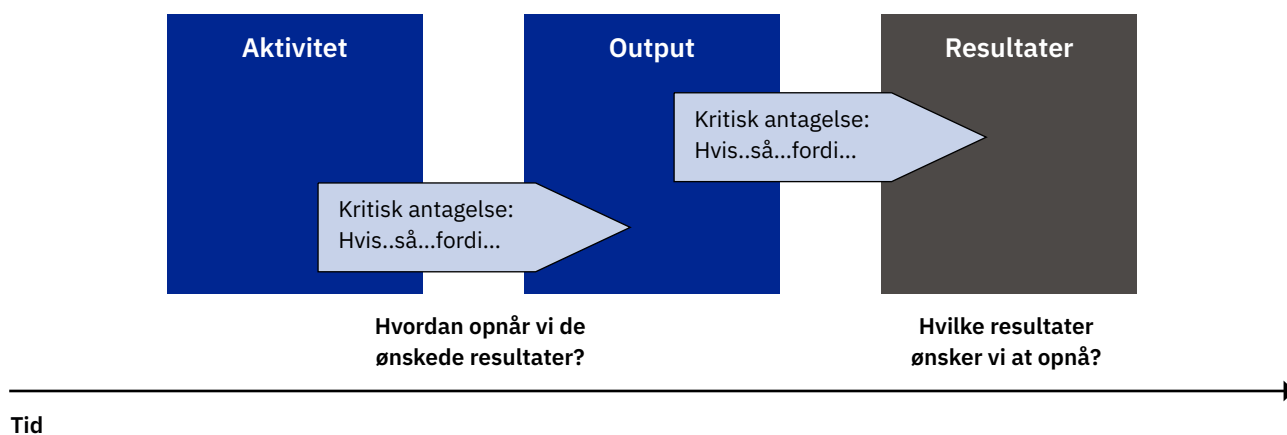 Aktivitet
Output
Resultater
Kritisk antagelse:
Hvis..så...fordi...
Kritisk antagelse:
Hvis..så...fordi...
Hvordan opnår vi de
ønskede resultater?
Hvilke resultater
ønsker vi at opnå?
Tid